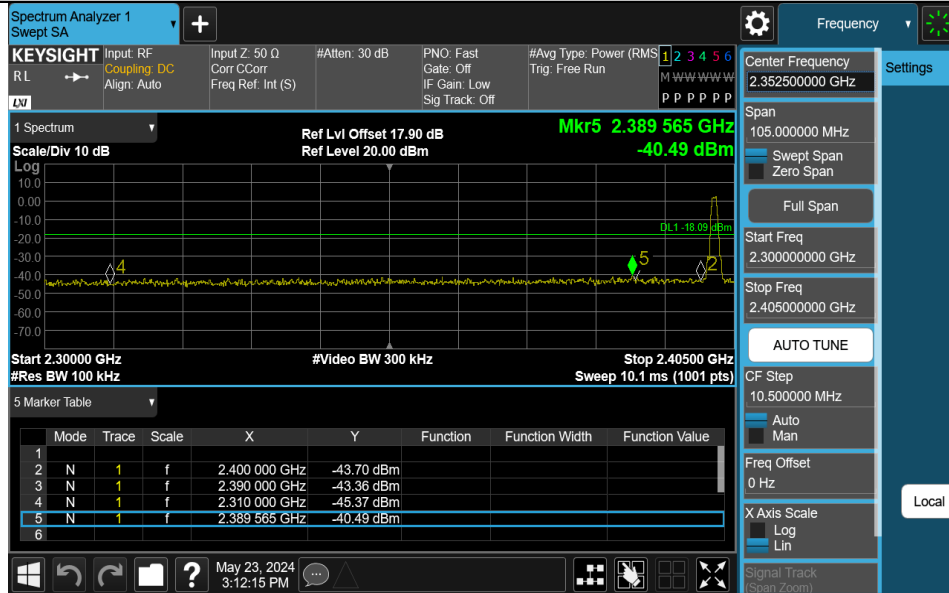 Spectrum Analyzer 1
Swept SA
+
Frequency
KEYSIGHT
RL
LXI
Input: RF
Coupling: DC
Align: Auto
Input Z: 50 Ω
Corr CCorr
Freq Ref: Int (S)
#Atten: 30 dB
PNO: Fast
Gate: Off
IF Gain: Low
Sig Track: Off
#Avg Type: Power (RMS
Trig: Free Run
1 2 3 4 5 6
M W W W W W
P P P P P P
1 Spectrum
Scale/Div 10 dB
Ref Lvl Offset 17.90 dB
Ref Level 20.00 dBm
Mkr5 2.389 565 GHz
-40.49 dBm
Log
10.0
0.00
-10.0
-20.0
-30.0
-40.0
-50.0
-60.0
-70.0
DL1 -18.09 dBm
4
5
2
Start 2.30000 GHz
#Video BW 300 kHz
Stop 2.40500 GHz
#Res BW 100 kHz
Sweep 10.1 ms (1001 pts)
5 Marker Table
Mode Trace Scale X Y Function Function Width Function Value
1
2 N 1 f 2.400 000 GHz -43.70 dBm
3 N 1 f 2.390 000 GHz -43.36 dBm
4 N 1 f 2.310 000 GHz -45.37 dBm
5 N 1 f 2.389 565 GHz -40.49 dBm
6
?
May 23, 2024
3:12:15 PM
Center Frequency
2.352500000 GHz
Span
105.000000 MHz
Swept Span
Zero Span
Full Span
Start Freq
2.300000000 GHz
Stop Freq
2.405000000 GHz
AUTO TUNE
CF Step
10.500000 MHz
Auto
Man
Freq Offset
0 Hz
X Axis Scale
Log
Lin
Signal Track
(Span Zoom)
Settings
Local